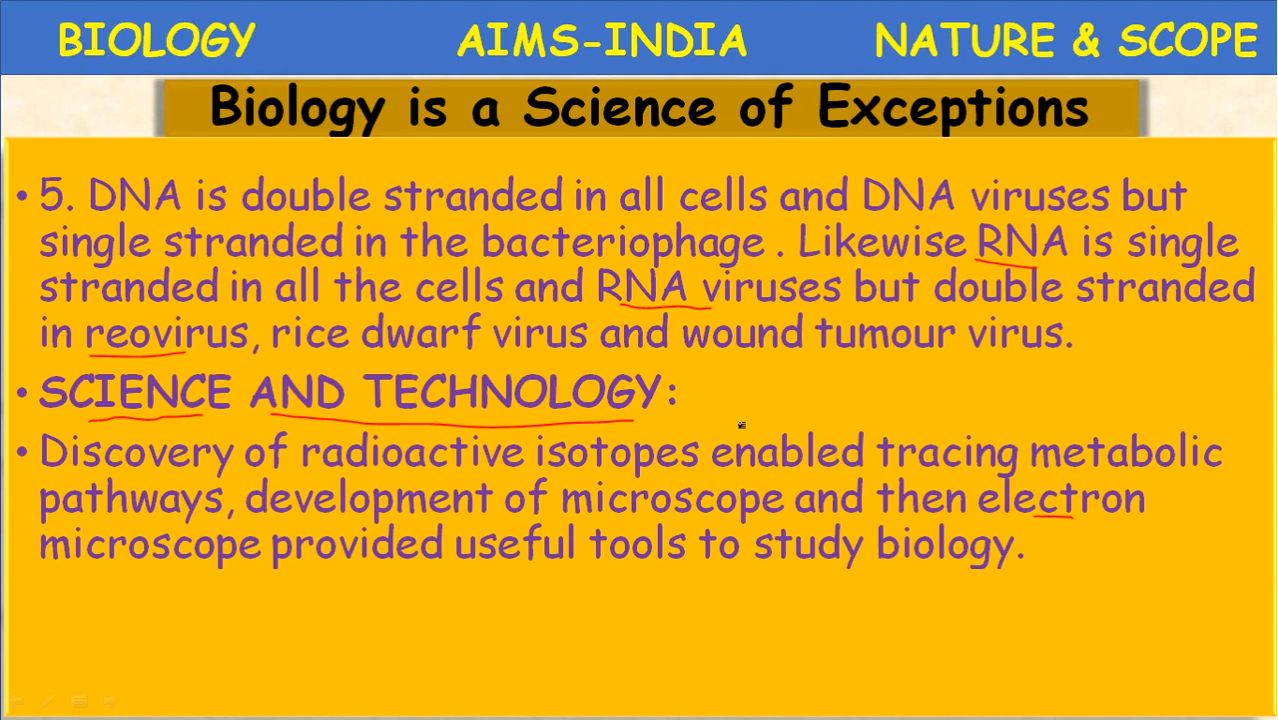 BIOLOGY AIMS-INDIA NATURE & SCOPE
Biology is a Science of Exceptions
• 5. DNA is double stranded in all cells and DNA viruses but
single stranded in the bacteriophage . Likewise RNA is single
stranded in all the cells and RNA viruses but double stranded
in reovirus, rice dwarf virus and wound tumour virus.
• SCIENCE AND TECHNOLOGY:
• Discovery of radioactive isotopes enabled tracing metabolic
pathways, development of microscope and then electron
microscope provided useful tools to study biology.